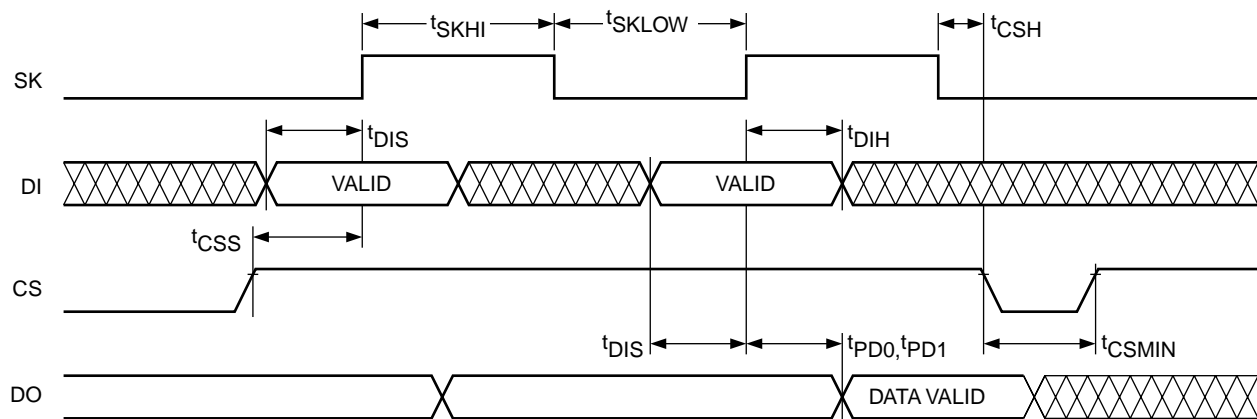 tSKHI
tSKLOW
tCSH
SK
tDIS
tDIH
DI
VALID
VALID
tCSS
CS
tDIS
tPD0,tPD1
tCSMIN
DO
DATA VALID